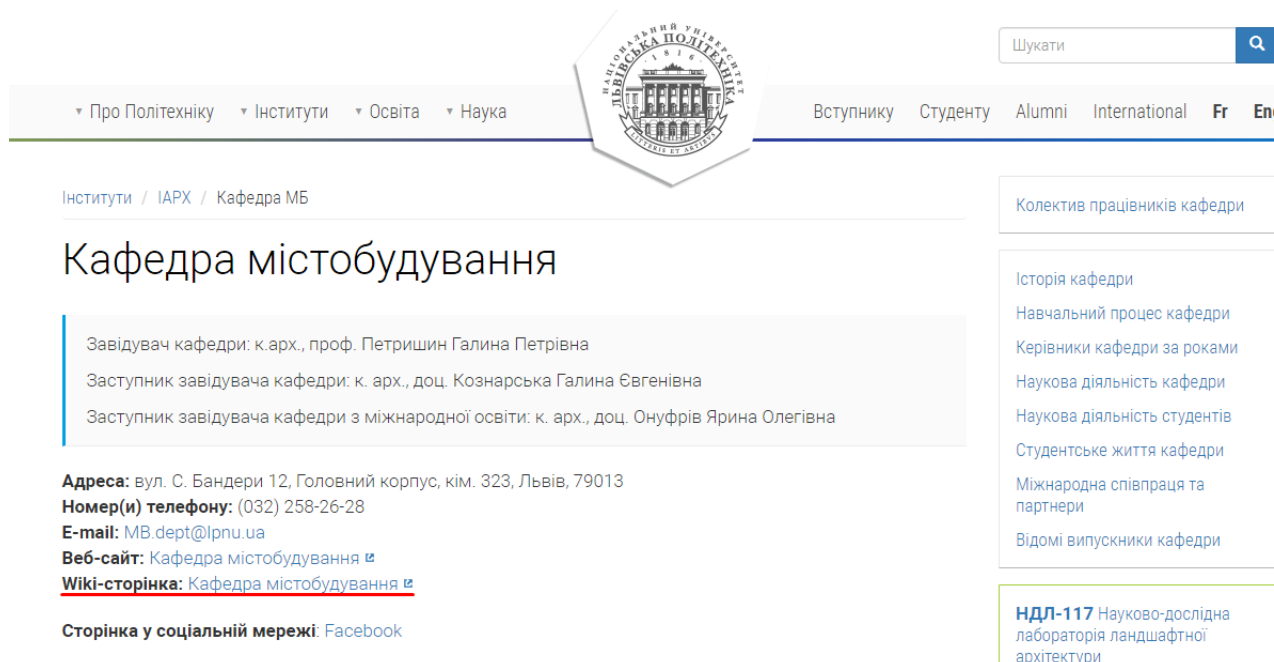 НАЦІОНАЛЬНИЙ УНІВЕРСИТЕТ
ЛЬВІВСЬКА ПОЛІТЕХНІКА
1816
LITTERIS ET ARTIBUS
Шукати
Про Політехніку Інститути Освіта Наука
Вступнику Студенту Alumni International Fr
Інститути / ІАРХ / Кафедра МБ
Кафедра містобудування
Завідувач кафедри: к.арх., проф. Петришин Галина Петрівна
Заступник завідувача кафедри: к. арх., доц. Кознарська Галина Євгенівна
Заступник завідувача кафедри з міжнародної освіти: к. арх., доц. Онуфрів Ярина Олегівна
Адреса: вул. С. Бандери 12, Головний корпус, кім. 323, Львів, 79013
Номер(и) телефону: (032) 258-26-28
E-mail: MB.dept@lpnu.ua
Веб-сайт: Кафедра містобудування
Wiki-сторінка: Кафедра містобудування
Сторінка у соціальній мережі: Facebook
Колектив працівників кафедри
Історія кафедри
Навчальний процес кафедри
Керівники кафедри за роками
Наукова діяльність кафедри
Наукова діяльність студентів
Студентське життя кафедри
Міжнародна співпраця та
партнери
Відомі випускники кафедри
НДЛ-117 Науково-дослідна
лабораторія ландшафтної
архітектури